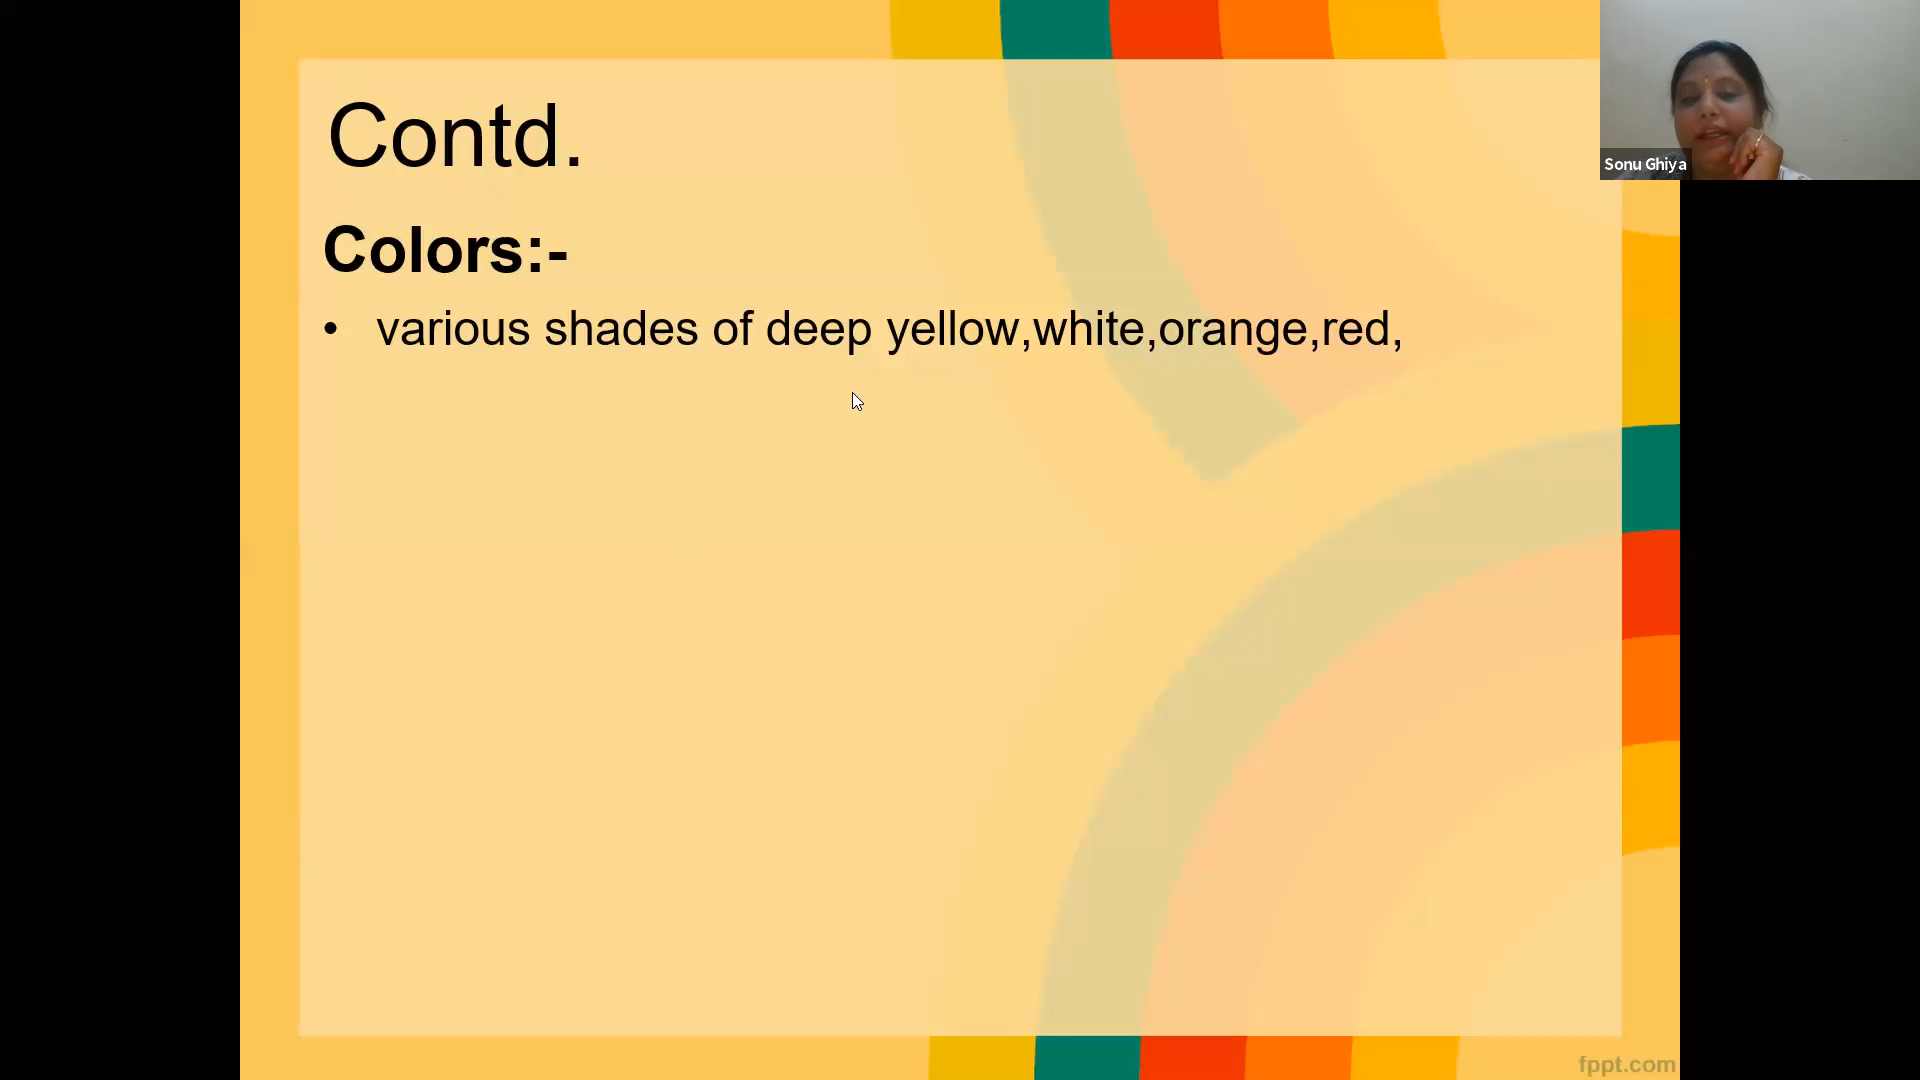 Contd.
Colors:-
• various shades of deep yellow,white,orange,red,
Sonu Ghiya
fppt.com